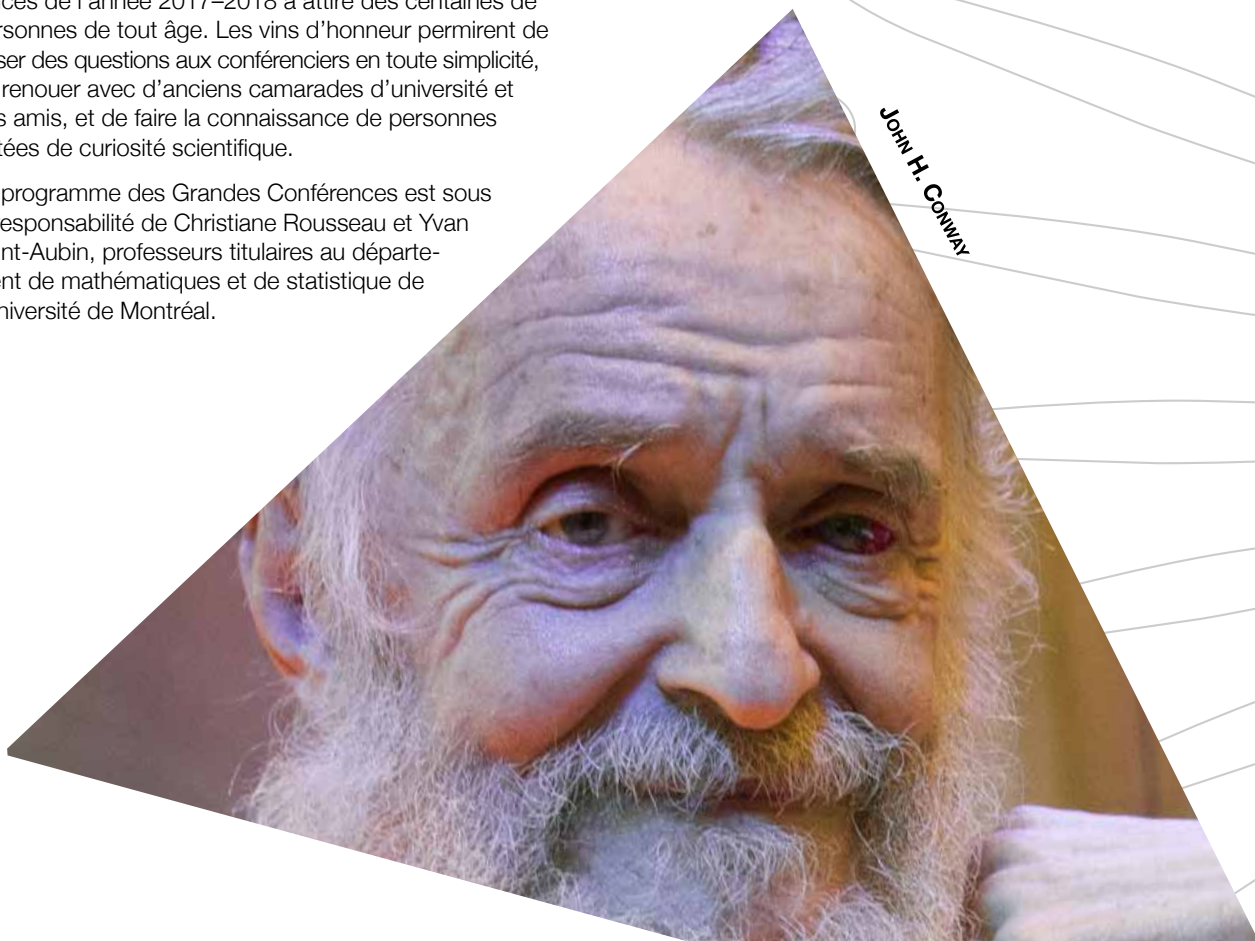 ces de l'année 2017–2018 a attiré des centaines de
rsonnes de tout âge. Les vins d'honneur permirent de
ser des questions aux conférenciers en toute simplicité,
renouer avec d'anciens camarades d'université et
s amis, et de faire la connaissance de personnes
tées de curiosité scientifique.
programme des Grandes Conférences est sous
esponsabilité de Christiane Rousseau et Yvan
nt-Aubin, professeurs titulaires au départe-
nt de mathématiques et de statistique de
niversité de Montréal.
John H. Conway